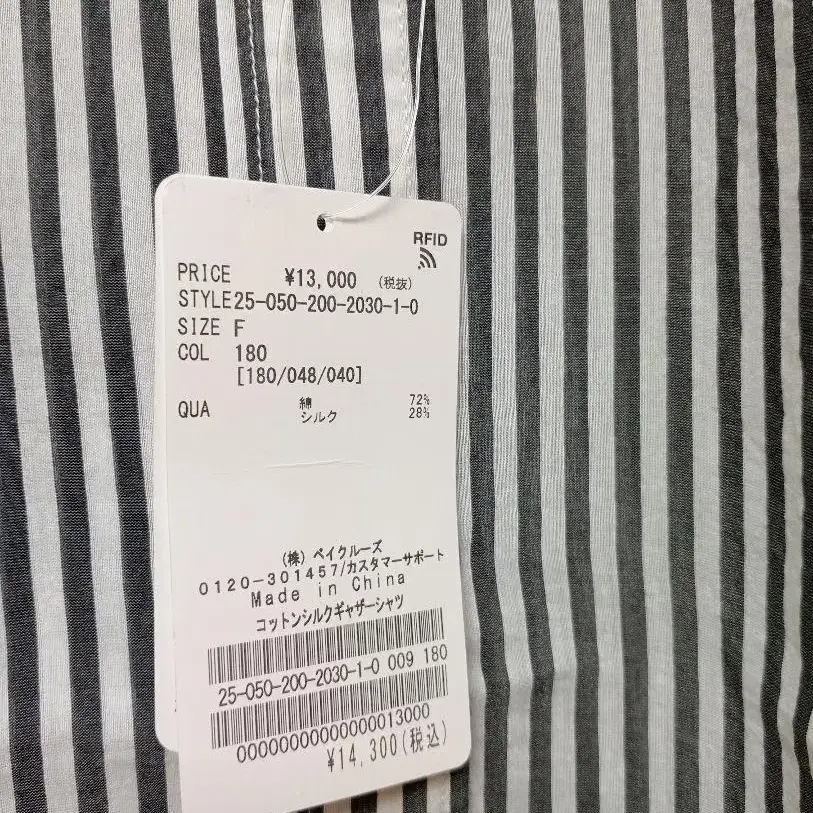 RFID
PRICE ¥13,000 (税抜)
STYLE 25-050-200-2030-1-0
SIZE F
COL 180
[180/048/040]
QUA 綿 72%
シルク 28%
(株) ベイクルーズ
0120-301457/カスタマーサポート
Made in China
コットンシルクギャザーシャツ
25-050-200-2030-1-0 009 180
00000000000000013000
¥14,300(税込)